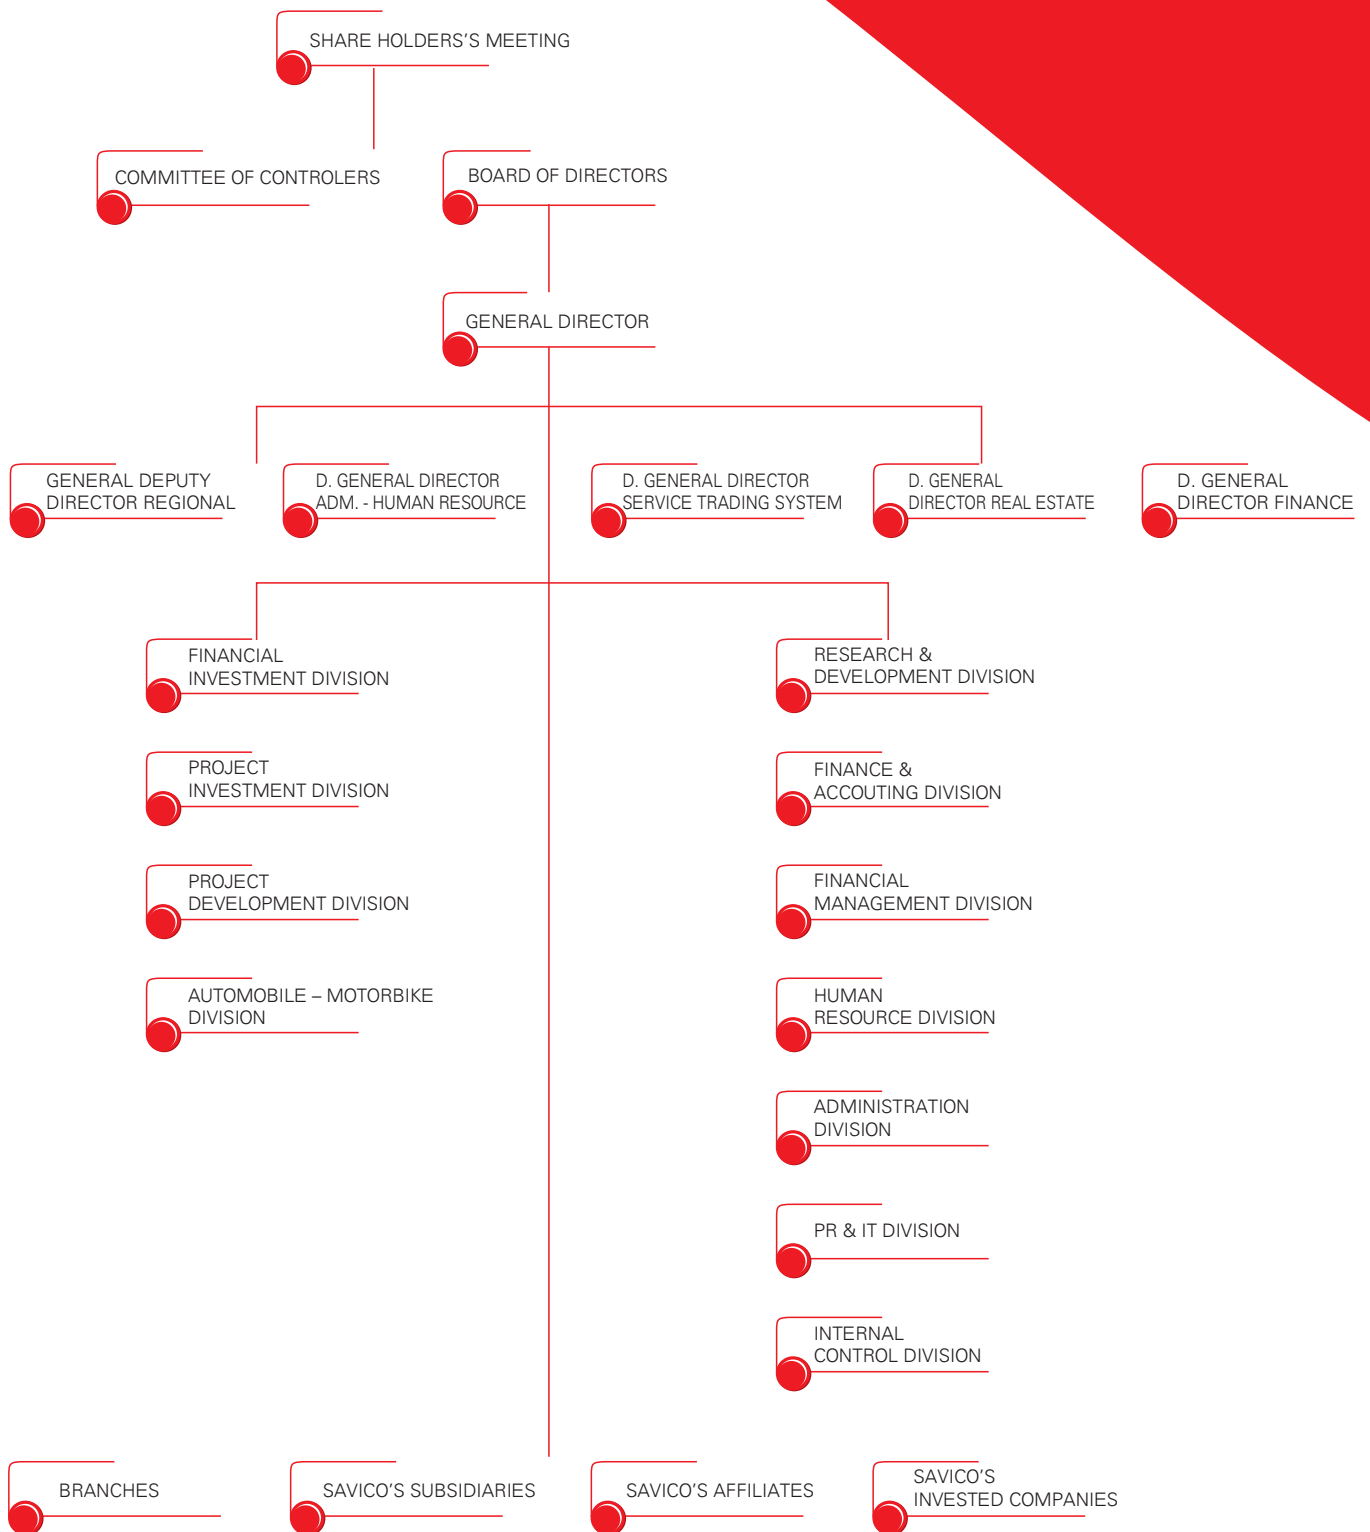 SHARE HOLDERS'S MEETING
COMMITTEE OF CONTROLERS
BOARD OF DIRECTORS
GENERAL DIRECTOR
GENERAL DEPUTY
DIRECTOR REGIONAL
D. GENERAL DIRECTOR
ADM. - HUMAN RESOURCE
D. GENERAL DIRECTOR
SERVICE TRADING SYSTEM
D. GENERAL
DIRECTOR REAL ESTATE
D. GENERAL
DIRECTOR FINANCE
FINANCIAL
INVESTMENT DIVISION
PROJECT
INVESTMENT DIVISION
PROJECT
DEVELOPMENT DIVISION
AUTOMOBILE – MOTORBIKE
DIVISION
RESEARCH &
DEVELOPMENT DIVISION
FINANCE &
ACCOUTING DIVISION
FINANCIAL
MANAGEMENT DIVISION
HUMAN
RESOURCE DIVISION
ADMINISTRATION
DIVISION
PR & IT DIVISION
INTERNAL
CONTROL DIVISION
BRANCHES
SAVICO'S SUBSIDIARIES
SAVICO'S AFFILIATES
SAVICO'S
INVESTED COMPANIES